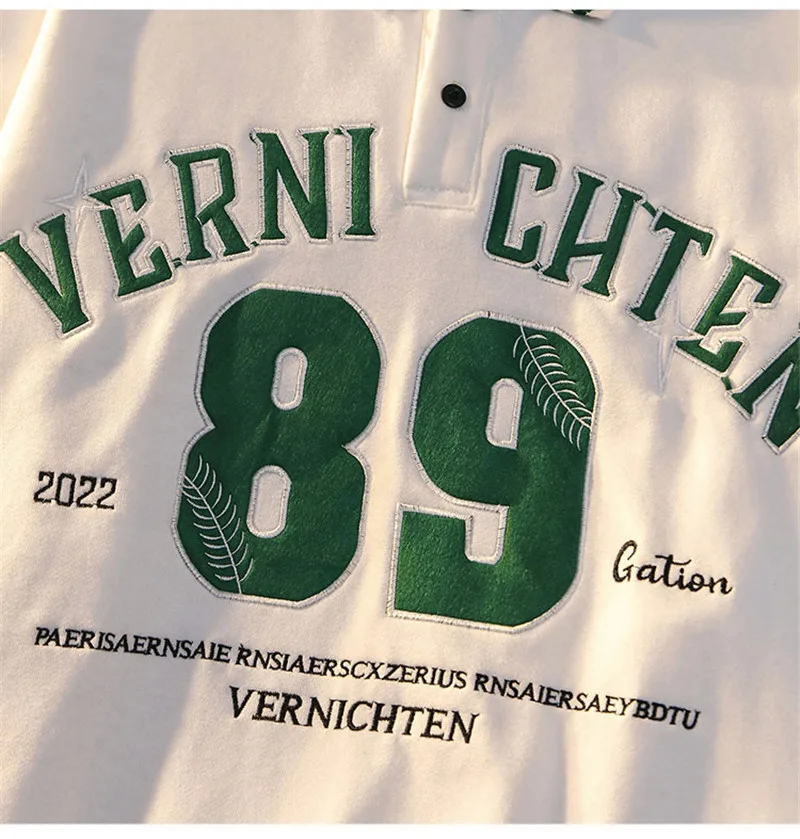 VERNI CHTEN
89
2022
Gation
PAERISAERNSAIE RNSIAERSCXZERIUS RNSAIERSAEYBDTU
VERNICHTEN